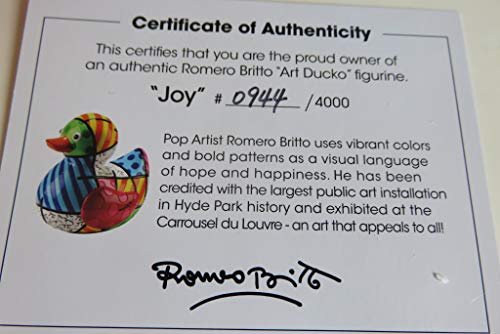 Certificate of Authenticity
This certifies that you are the proud owner of
an authentic Romero Britto "Art Ducko" figurine.
"Joy" # 0944 /4000
Pop Artist Romero Britto uses vibrant colors
and bold patterns as a visual language
of hope and happiness. He has been
credited with the largest public art installation
in Hyde Park history and exhibited at the
Carrousel du Louvre - an art that appeals to all!
Romero Britto